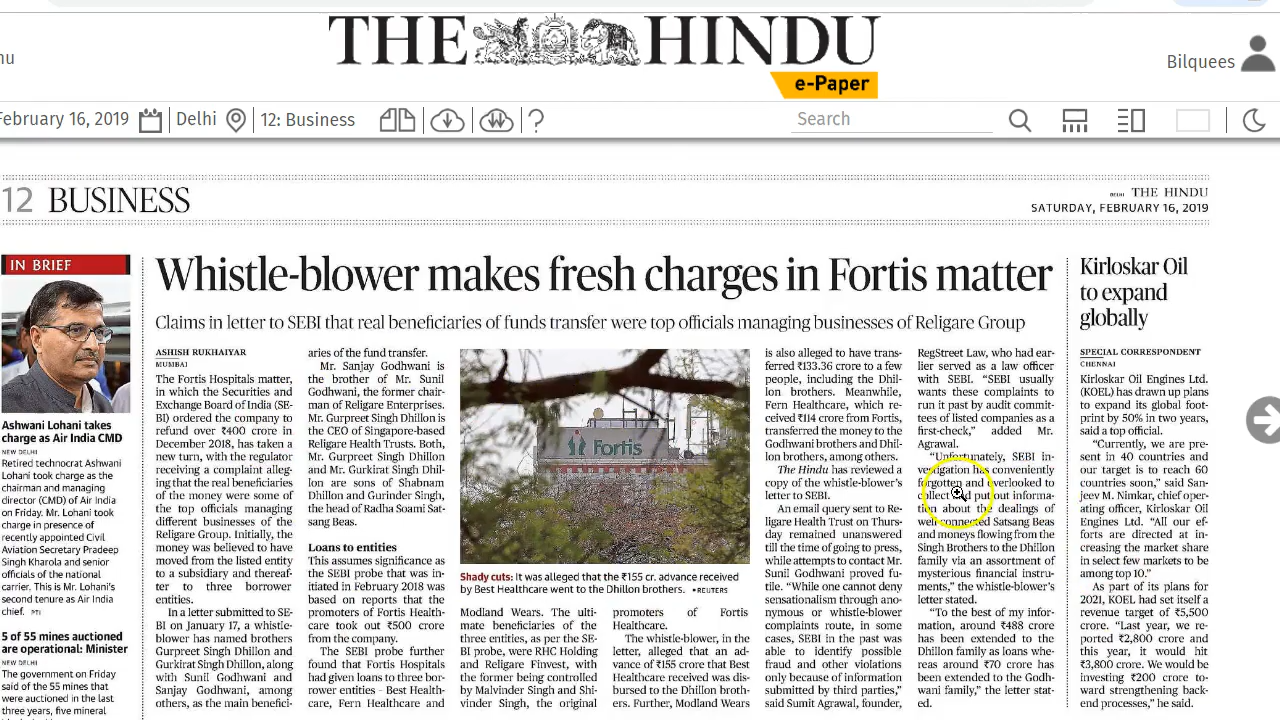 THE HINDU
e-Paper
nu
Bilquees
February 16, 2019
Delhi
12: Business
?
Search
12 BUSINESS
DELHI THE HINDU
SATURDAY, FEBRUARY 16, 2019
IN BRIEF
Ashwani Lohani takes
charge as Air India CMD
NEW DELHI
Retired technocrat Ashwani
Lohani took charge as the
chairman and managing
director (CMD) of Air India
on Friday. Mr. Lohani took
charge in presence of
recently appointed Civil
Aviation Secretary Pradeep
Singh Kharola and senior
officials of the national
carrier. This is Mr. Lohani's
second tenure as Air India
chief. PTI
5 of 55 mines auctioned
are operational: Minister
NEW DELHI
The government on Friday
said of the 55 mines that
were auctioned in the last
three years, five mineral
Whistle-blower makes fresh charges in Fortis matter
Claims in letter to SEBI that real beneficiaries of funds transfer were top officials managing businesses of Religare Group
ASHISH RUKHAIYAR
MUMBAI
The Fortis Hospitals matter,
in which the Securities and
Exchange Board of India (SE-
BI) ordered the company to
refund over ₹400 crore in
December 2018, has taken a
new turn, with the regulator
receiving a complaint alleg-
ing that the real beneficiaries
of the money were some of
the top officials managing
different businesses of the
Religare Group. Initially, the
money was believed to have
moved from the listed entity
to a subsidiary and thereaf-
ter to three borrower
entities.
In a letter submitted to SE-
BI on January 17, a whistle-
blower has named brothers
Gurpreet Singh Dhillon and
Gurkirat Singh Dhillon, along
with Sunil Godhwani and
Sanjay Godhwani, among
others, as the main benefici-
aries of the fund transfer.
Mr. Sanjay Godhwani is
the brother of Mr. Sunil
Godhwani, the former chair-
man of Religare Enterprises.
Mr. Gurpreet Singh Dhillon is
the CEO of Singapore-based
Religare Health Trusts. Both,
Mr. Gurpreet Singh Dhillon
and Mr. Gurkirat Singh Dhil-
lon are sons of Shabnam
Dhillon and Gurinder Singh,
the head of Radha Soami Sat-
sang Beas.
Loans to entities
This assumes significance as
the SEBI probe that was in-
itiated in February 2018 was
based on reports that the
promoters of Fortis Health-
care took out ₹500 crore
from the company.
The SEBI probe further
found that Fortis Hospitals
had given loans to three bor-
rower entities – Best Health-
care, Fern Healthcare and
Fortis
Shady cuts: It was alleged that the ₹155 cr. advance received
by Best Healthcare went to the Dhillon brothers. •REUTERS
Modland Wears. The ulti-
mate beneficiaries of the
three entities, as per the SE-
BI probe, were RHC Holding
and Religare Finvest, with
the former being controlled
by Malvinder Singh and Shi-
vinder Singh, the original
promoters of Fortis
Healthcare.
The whistle-blower, in the
letter, alleged that an ad-
vance of ₹155 crore that Best
Healthcare received was dis-
bursed to the Dhillon broth-
ers. Further, Modland Wears
is also alleged to have trans-
ferred ₹133.36 crore to a few
people, including the Dhil-
lon brothers. Meanwhile,
Fern Healthcare, which re-
ceived ₹114 crore from Fortis,
transferred the money to the
Godhwani brothers and Dhil-
lon brothers, among others.
The Hindu has reviewed a
copy of the whistle-blower's
letter to SEBI.
An email query sent to Re-
ligare Health Trust on Thurs-
day remained unanswered
till the time of going to press,
while attempts to contact Mr.
Sunil Godhwani proved fu-
tile. "While one cannot deny
sensationalism through ano-
nymous or whistle-blower
complaints route, in some
cases, SEBI in the past was
able to identify possible
fraud and other violations
only because of information
submitted by third parties,"
said Sumit Agrawal, founder,
RegStreet Law, who had ear-
lier served as a law officer
with SEBI. "SEBI usually
wants these complaints to
run it past by audit commit-
tees of listed companies as a
first-check," added Mr.
Agrawal.
"Unfortunately, SEBI in-
vestigation has conveniently
forgotten and overlooked to
collect and put out informa-
tion about the dealings of
well-connected Satsang Beas
and moneys flowing from the
Singh Brothers to the Dhillon
family via an assortment of
mysterious financial instru-
ments," the whistle-blower's
letter stated.
"To the best of my infor-
mation, around ₹488 crore
has been extended to the
Dhillon family as loans whe-
reas around ₹70 crore has
been extended to the Godh-
wani family," the letter stat-
ed.
Kirloskar Oil
to expand
globally
SPECIAL CORRESPONDENT
CHENNAI
Kirloskar Oil Engines Ltd.
(KOEL) has drawn up plans
to expand its global foot-
print by 50% in two years,
said a top official.
"Currently, we are pre-
sent in 40 countries and
our target is to reach 60
countries soon," said San-
jeev M. Nimkar, chief oper-
ating officer, Kirloskar Oil
Engines Ltd. "All our ef-
forts are directed at in-
creasing the market share
in select few markets to be
among top 10."
As part of its plans for
2021, KOEL had set itself a
revenue target of ₹5,500
crore. "Last year, we re-
ported ₹2,800 crore and
this year, it would hit
₹3,800 crore. We would be
investing ₹200 crore to-
ward strengthening back-
end processes," he said.